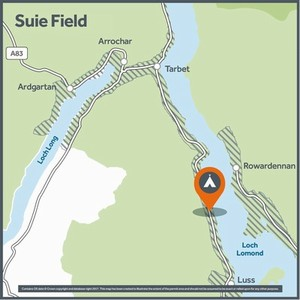 Suie Field
Arrochar
A83
Tarbet
Ardgartan
Loch Long
Rowardennan
Loch
Lomond
Luss